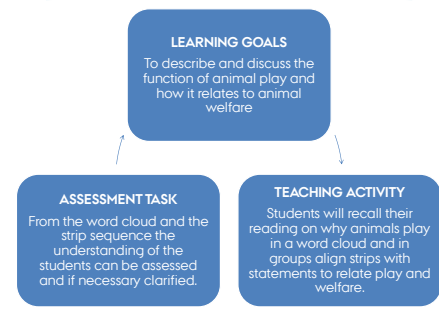 LEARNING GOALS
To describe and discuss the
function of animal play and
how it relates to animal
welfare
ASSESSMENT TASK
From the word cloud and the
strip sequence the
understanding of the
students can be assessed
and if necessary clarified.
TEACHING ACTIVITY
Students will recall their
reading on why animals play
in a word cloud and in
groups align strips with
statements to relate play and
welfare.